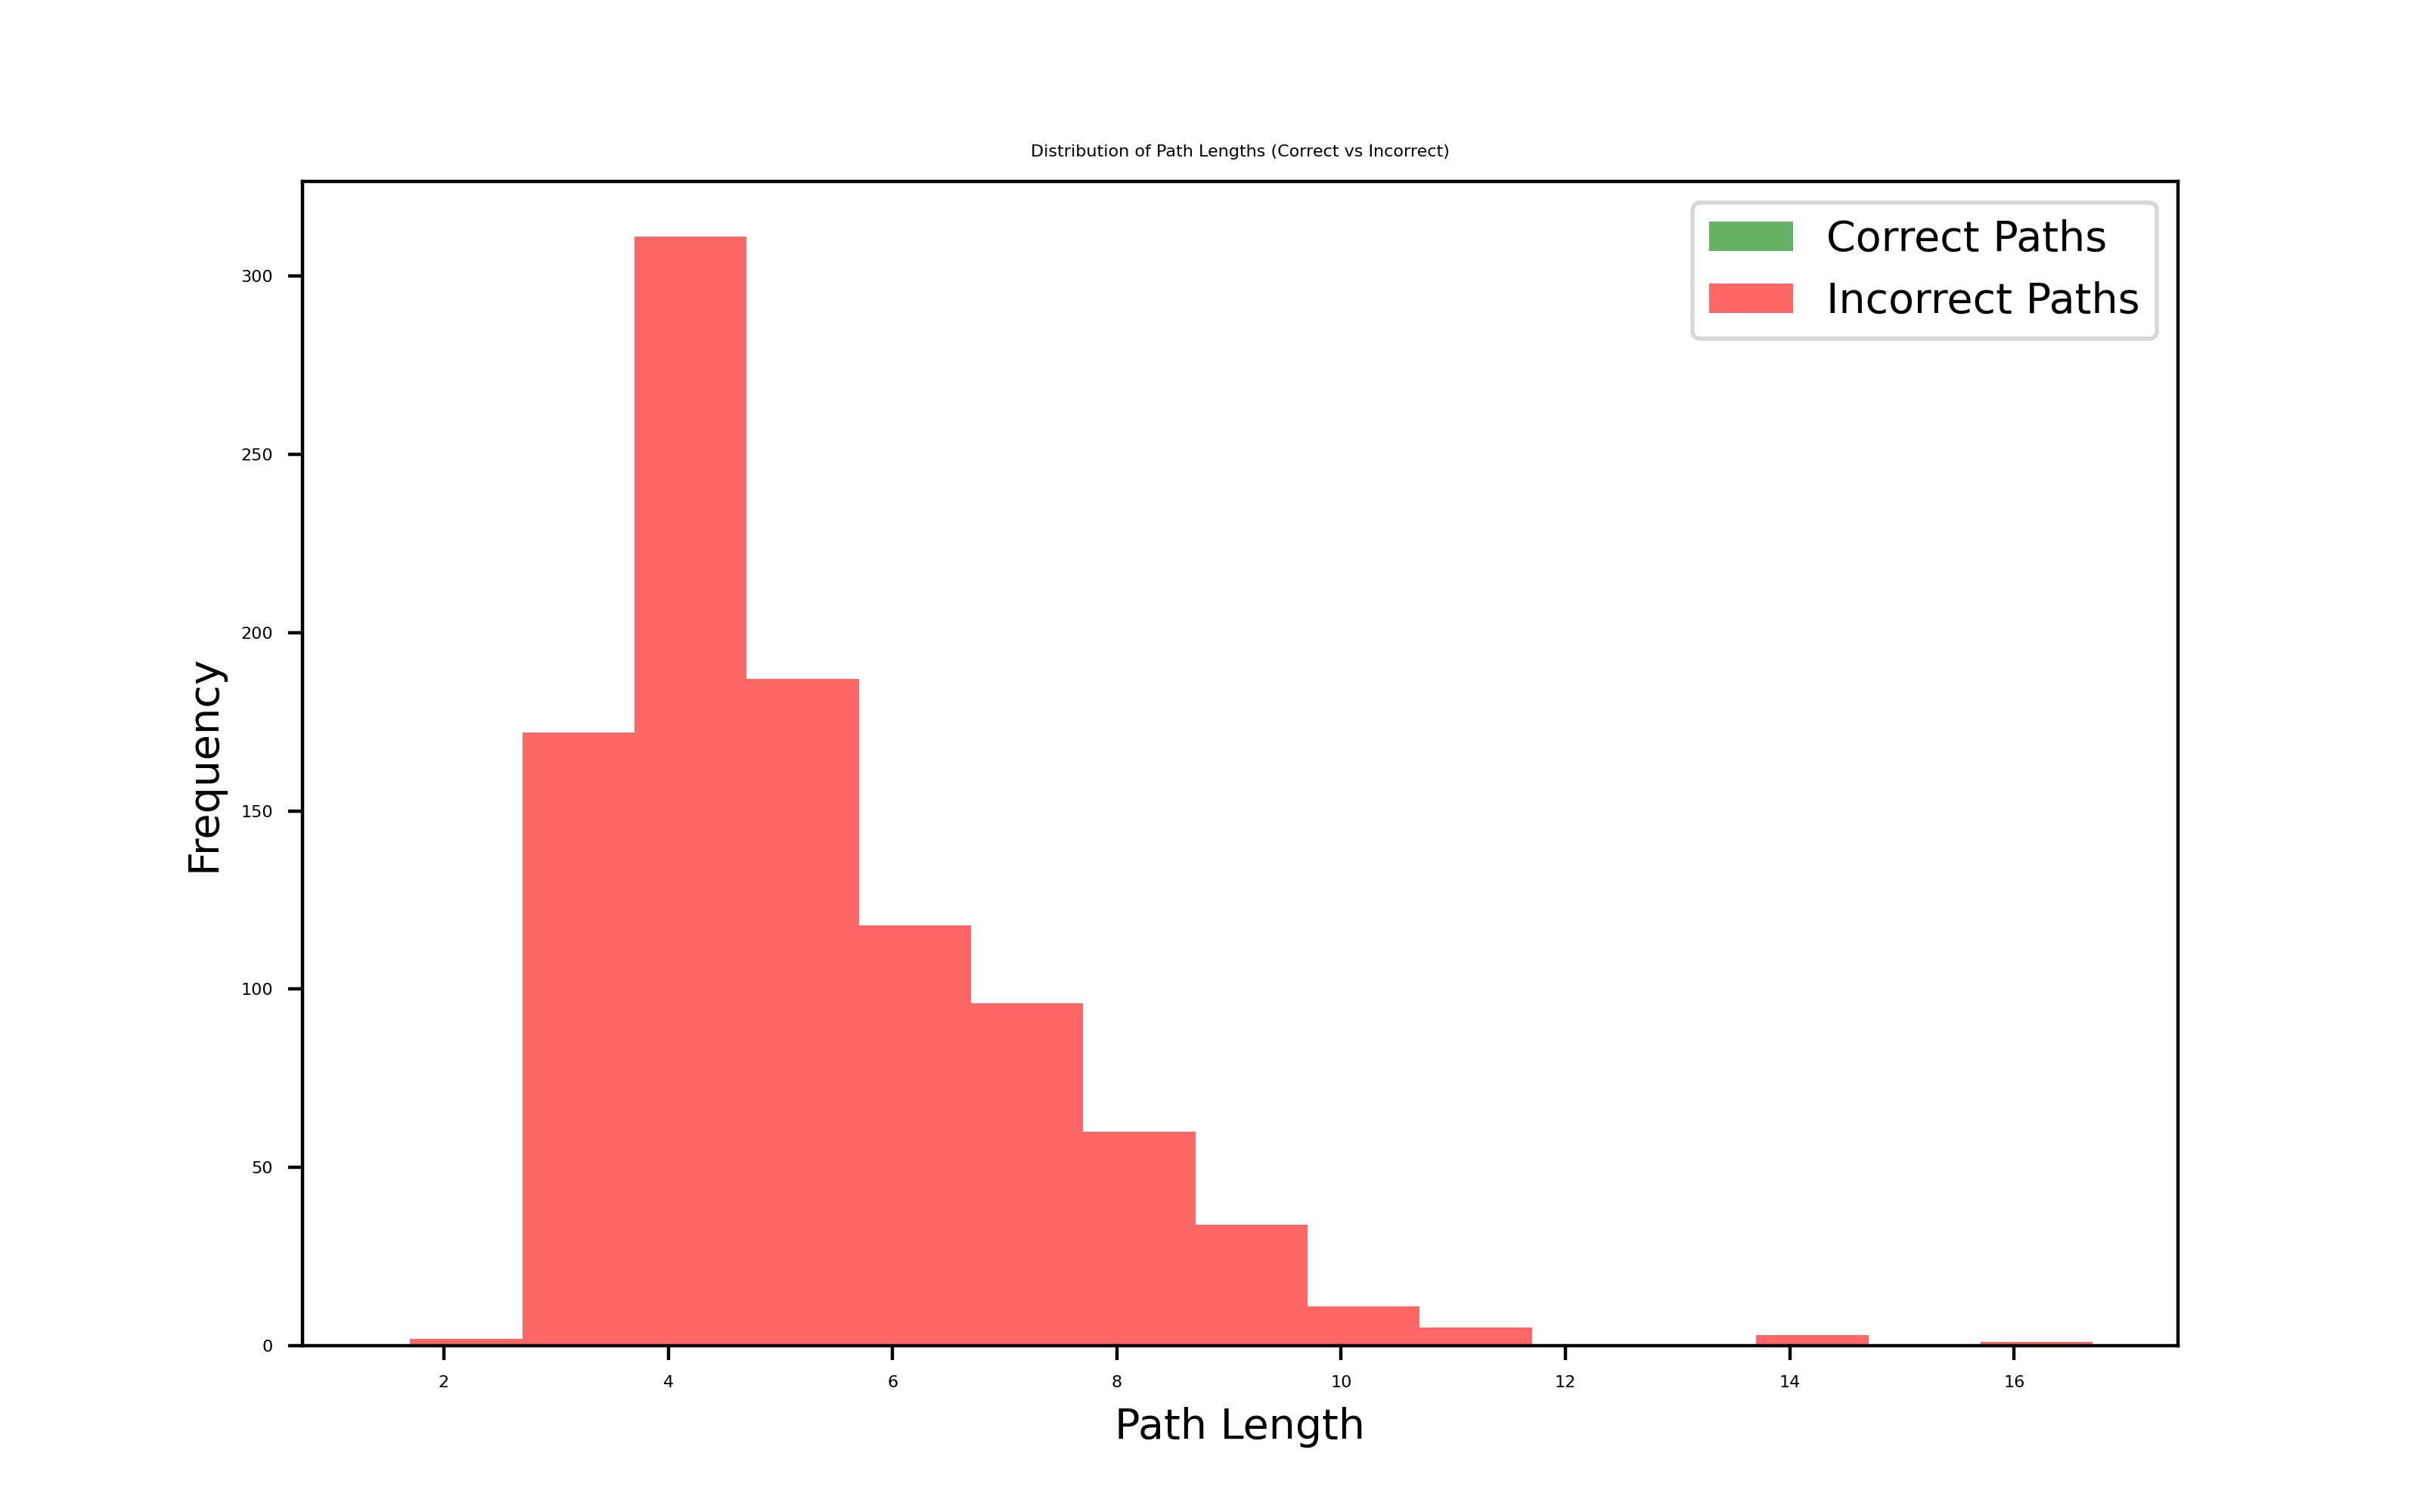 Distribution of Path Lengths (Correct vs Incorrect)
Correct Paths
Incorrect Paths
Frequency
300
250
200
150
100
50
0
2 4 6 8 10 12 14 16
Path Length